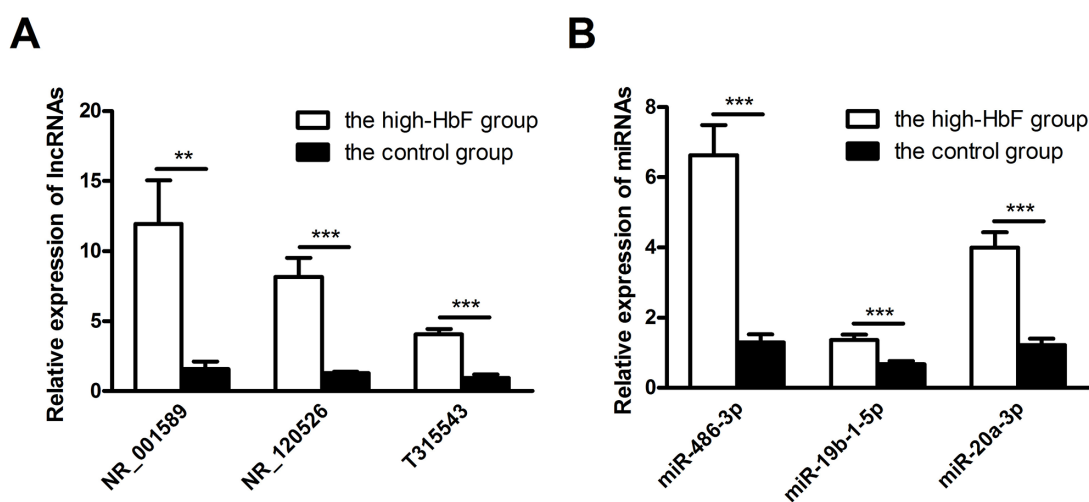 A
Relative expression of lncRNAs
20
15
10
5
0
the high-HbF group
the control group
**
***
***
NR_001589
NR_120526
T315543
B
Relative expression of miRNAs
8
6
4
2
0
the high-HbF group
the control group
***
***
***
miR-486-3p
miR-19b-1-5p
miR-20a-3p